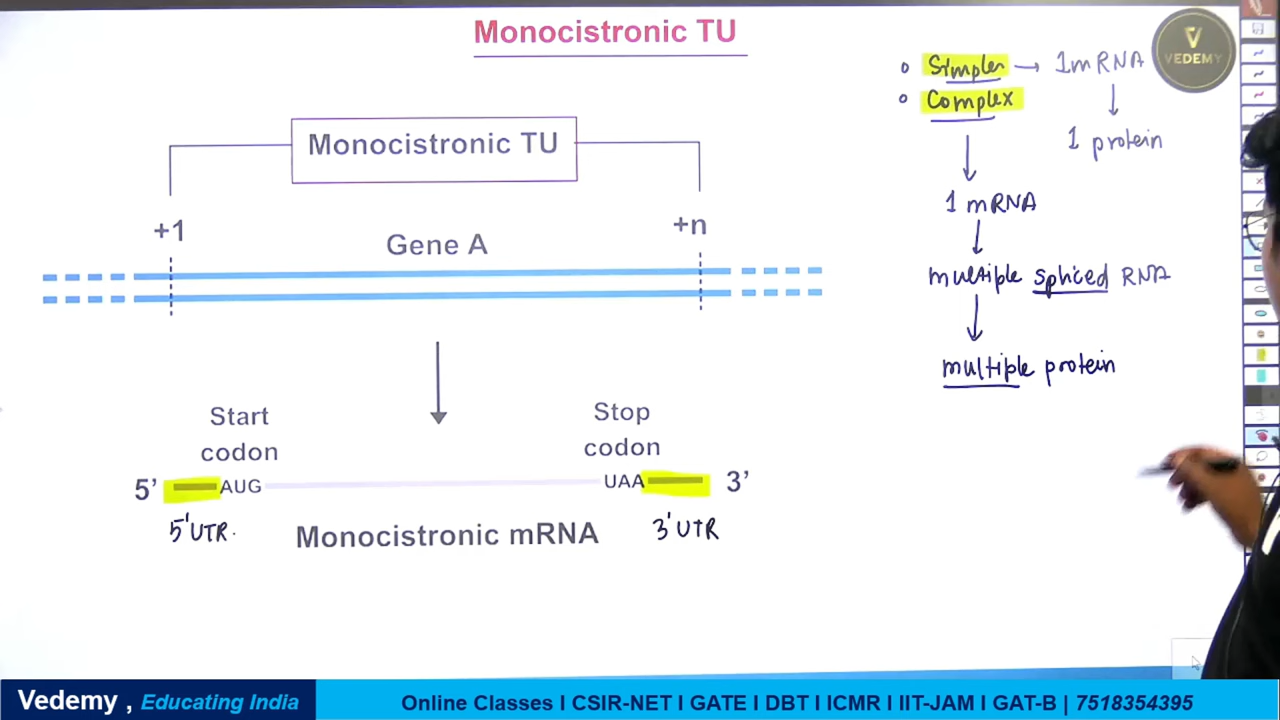 Monocistronic TU
VEDEMY
Simpler → 1 mRNA
Complex
1 protein
1 mRNA
multiple spliced RNA
multiple protein
Monocistronic TU
+1
+n
Gene A
Start
codon
Stop
codon
5’ AUG UAA 3’
5'UTR.
Monocistronic mRNA
3'UTR
Vedemy , Educating India
Online Classes I CSIR-NET I GATE I DBT I ICMR I IIT-JAM I GAT-B | 7518354395